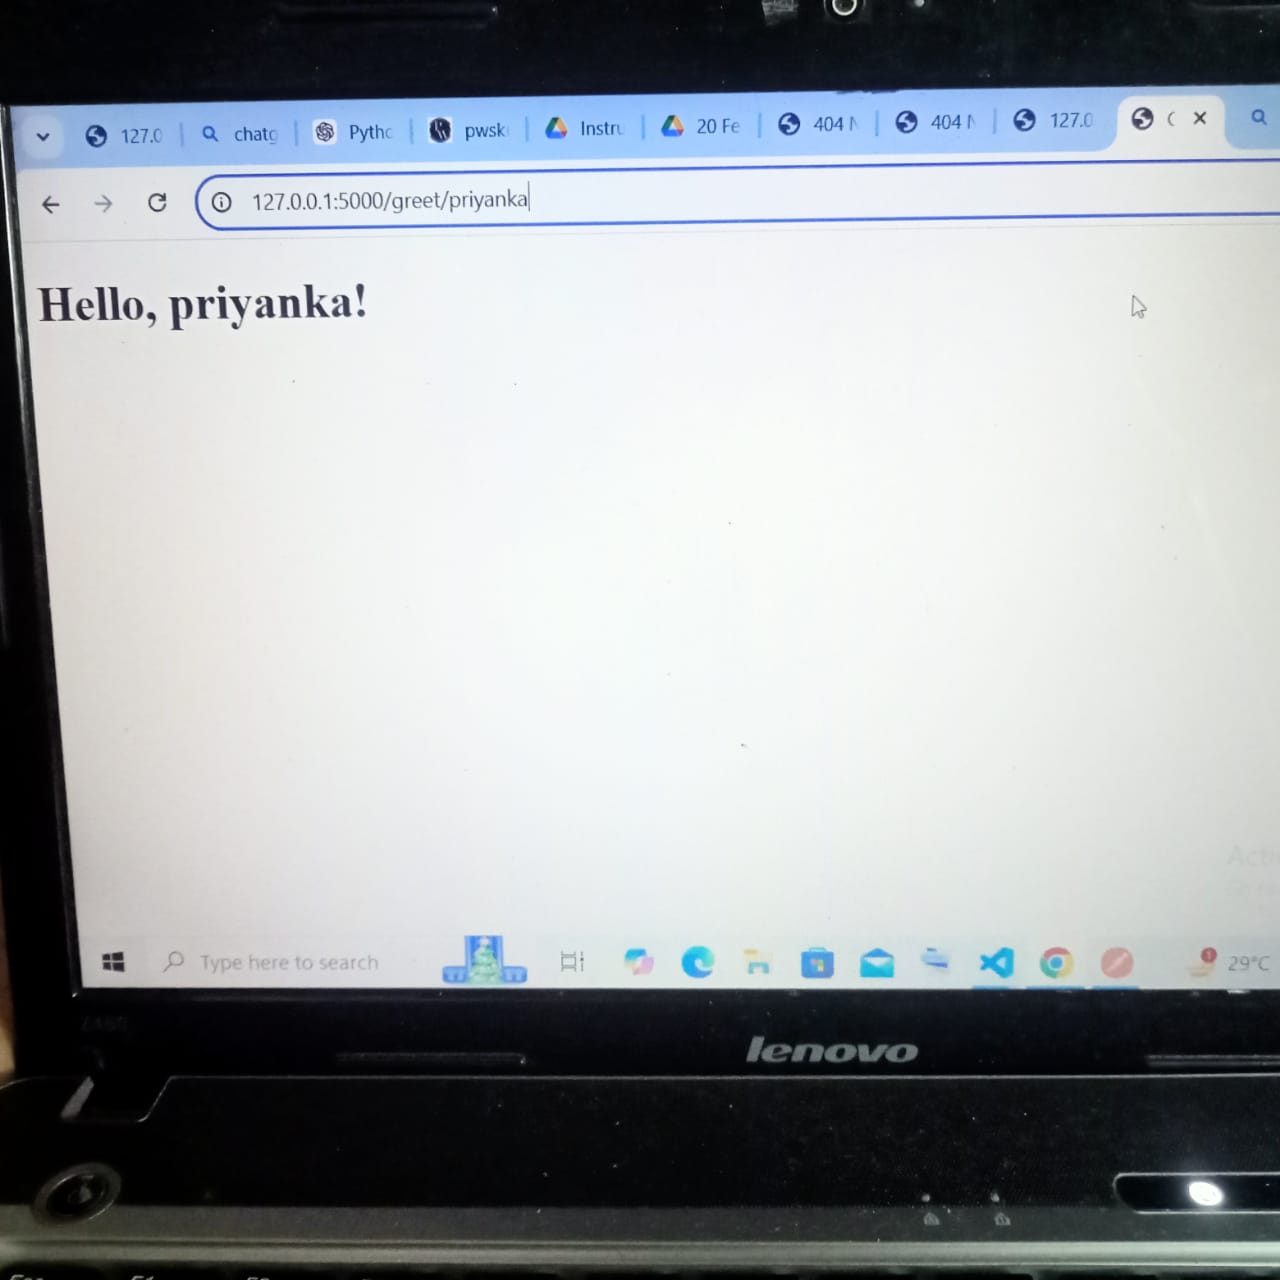 127.0 chatg Pythc pwsk Instru 20 Fe 404 N 404 N 127.0
127.0.0.1:5000/greet/priyanka
Hello, priyanka!
Type here to search
29°C
lenovo